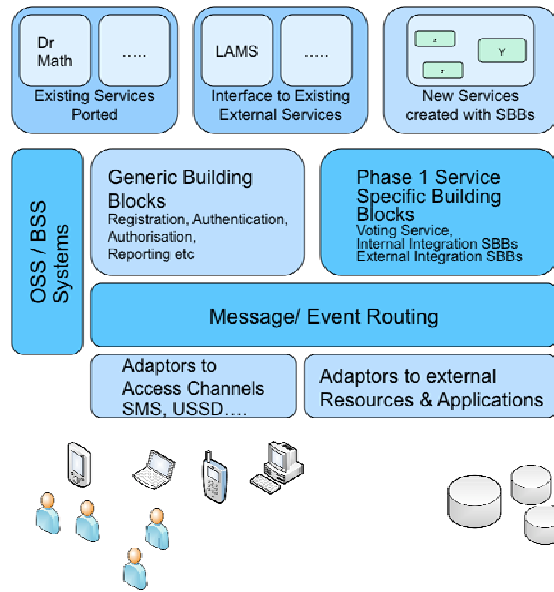 Dr
Math
.....
LAMS
.....
Y
Existing Services
Ported
Interface to Existing
External Services
New Services
created with SBBs
OSS / BSS
Systems
Generic Building
Blocks
Registration, Authentication,
Authorisation,
Reporting etc
Phase 1 Service
Specific Building
Blocks
Voting Service,
Internal Integration SBBs
External Integration SBBs
Message/ Event Routing
Adaptors to
Access Channels
SMS, USSD....
Adaptors to external
Resources & Applications